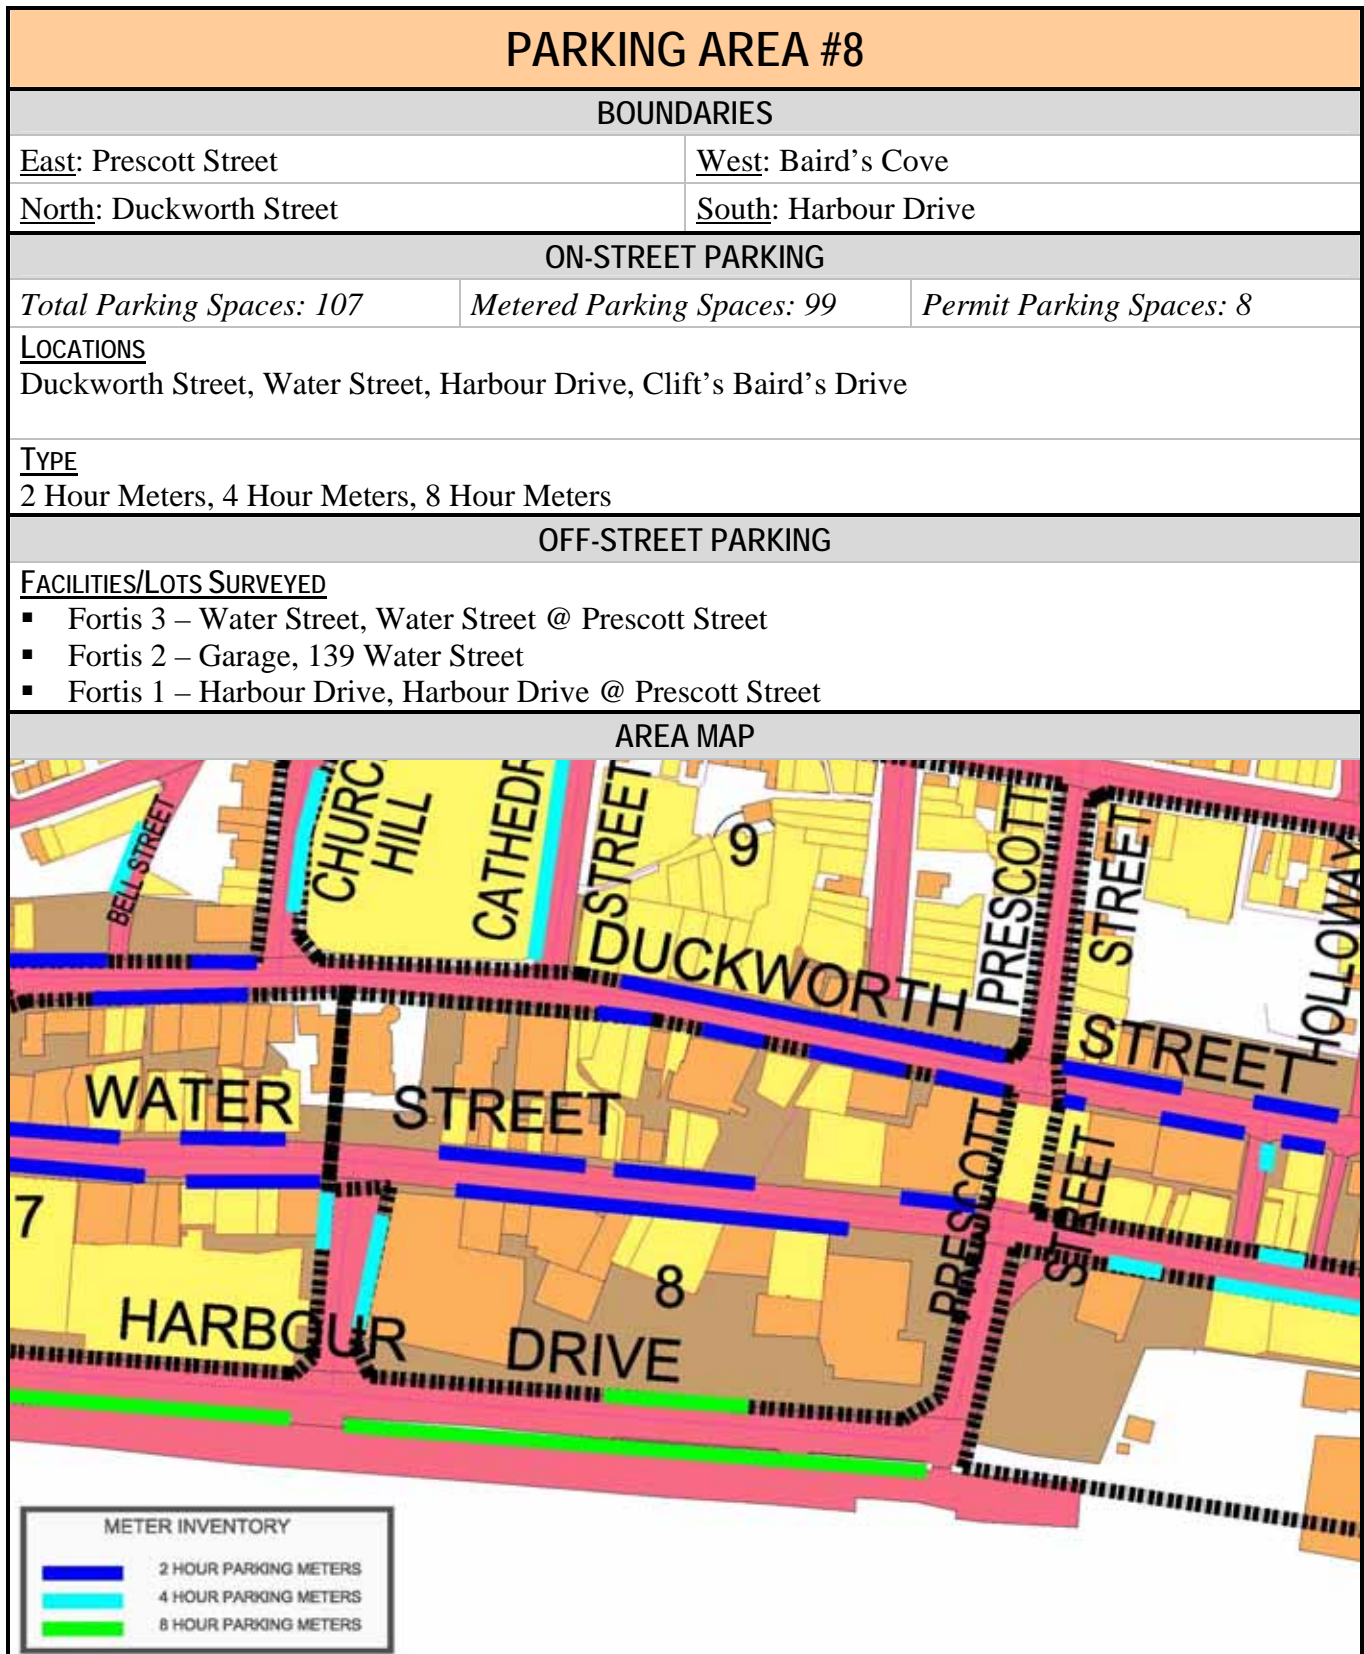 PARKING AREA #8
BOUNDARIES
East: Prescott Street
West: Baird’s Cove
North: Duckworth Street
South: Harbour Drive
ON-STREET PARKING
Total Parking Spaces: 107
Metered Parking Spaces: 99
Permit Parking Spaces: 8
LOCATIONS
Duckworth Street, Water Street, Harbour Drive, Clift’s Baird’s Drive
TYPE
2 Hour Meters, 4 Hour Meters, 8 Hour Meters
OFF-STREET PARKING
FACILITIES/LOTS SURVEYED
▪ Fortis 3 – Water Street, Water Street @ Prescott Street
▪ Fortis 2 – Garage, 139 Water Street
▪ Fortis 1 – Harbour Drive, Harbour Drive @ Prescott Street
AREA MAP
BELL STREET
CHURC
HILL
CATHEDR
STREET
9
PRESCOTT
STREET
HOLLOWAY
DUCKWORTH
STREET
WATER
STREET
PRESCOTT
STREET
7
8
HARBOUR
DRIVE
METER INVENTORY
2 HOUR PARKING METERS
4 HOUR PARKING METERS
8 HOUR PARKING METERS